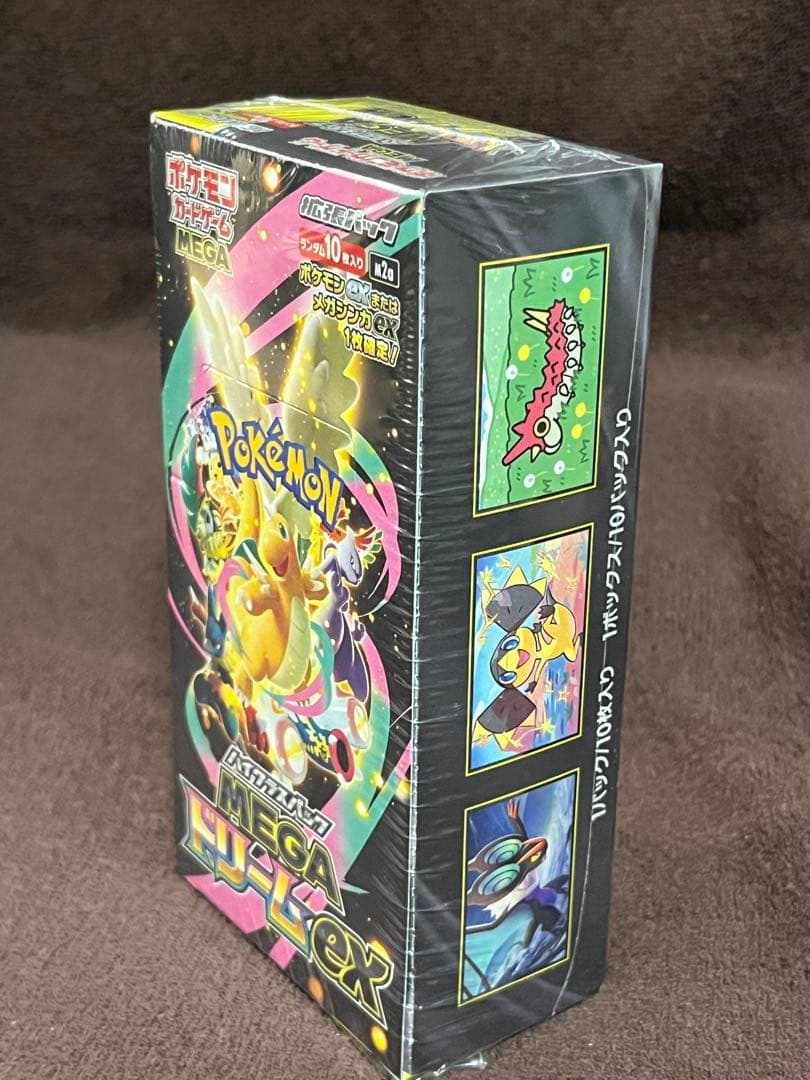 ポケモン
カードゲーム
MEGA
拡張パック
ランダム10枚入り
M2a
ポケモンexまたは
メガシンカex
1枚確定！
POKéMON
ハイクラスパック
MEGA
ドリームex
1パック/10枚入り 1ボックス/10パック入り